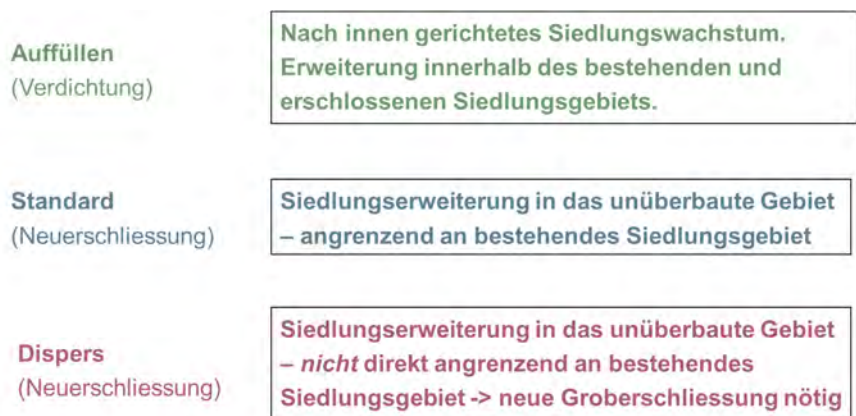 Auffüllen
(Verdichtung)
Nach innen gerichtetes Siedlungswachstum.
Erweiterung innerhalb des bestehenden und
erschlossenen Siedlungsgebiets.
Standard
(Neuerschliessung)
Siedlungserweiterung in das unüberbaute Gebiet
– angrenzend an bestehendes Siedlungsgebiet
Dispers
(Neuerschliessung)
Siedlungserweiterung in das unüberbaute Gebiet
– nicht direkt angrenzend an bestehendes
Siedlungsgebiet -> neue Groberschliessung nötig